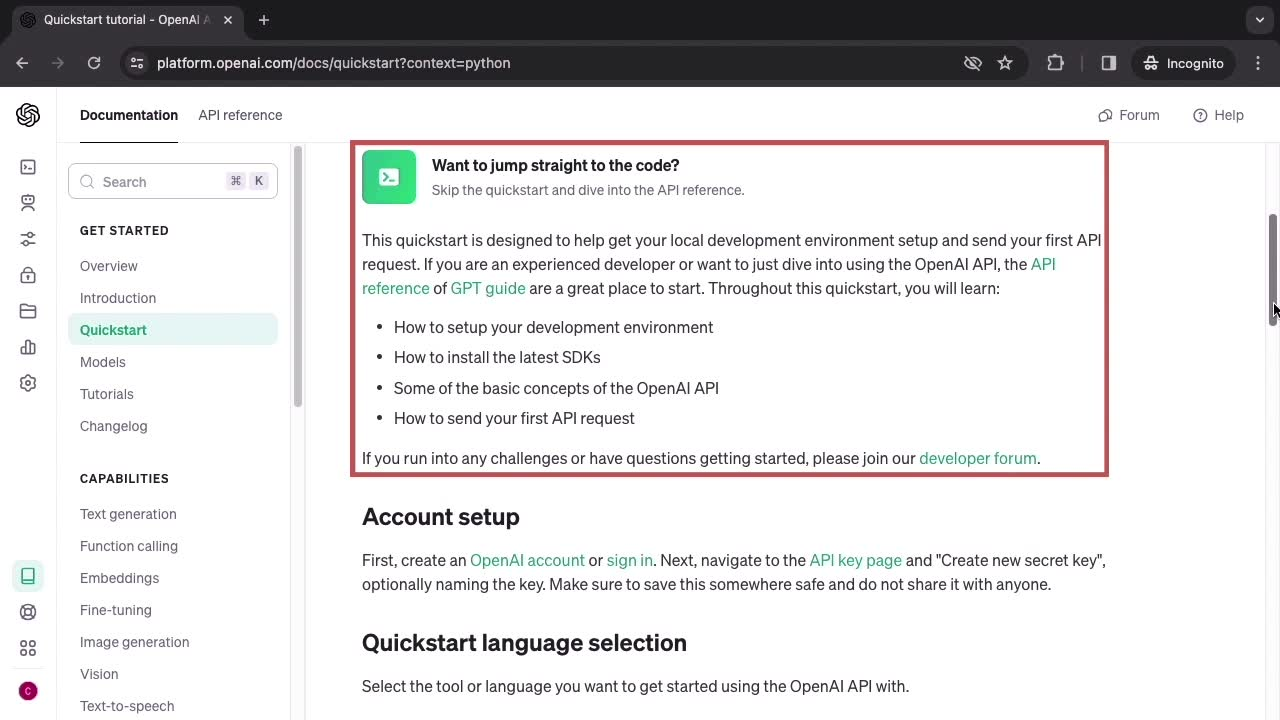 Quickstart tutorial - OpenAI A
platform.openai.com/docs/quickstart?context=python
Incognito
Documentation
API reference
Forum
Help
Search
⌘ K
GET STARTED
Overview
Introduction
Quickstart
Models
Tutorials
Changelog
CAPABILITIES
Text generation
Function calling
Embeddings
Fine-tuning
Image generation
Vision
Text-to-speech
C
Want to jump straight to the code?
Skip the quickstart and dive into the API reference.
This quickstart is designed to help get your local development environment setup and send your first API
request. If you are an experienced developer or want to just dive into using the OpenAI API, the API
reference of GPT guide are a great place to start. Throughout this quickstart, you will learn:
• How to setup your development environment
• How to install the latest SDKs
• Some of the basic concepts of the OpenAI API
• How to send your first API request
If you run into any challenges or have questions getting started, please join our developer forum.
Account setup
First, create an OpenAI account or sign in. Next, navigate to the API key page and "Create new secret key",
optionally naming the key. Make sure to save this somewhere safe and do not share it with anyone.
Quickstart language selection
Select the tool or language you want to get started using the OpenAI API with.